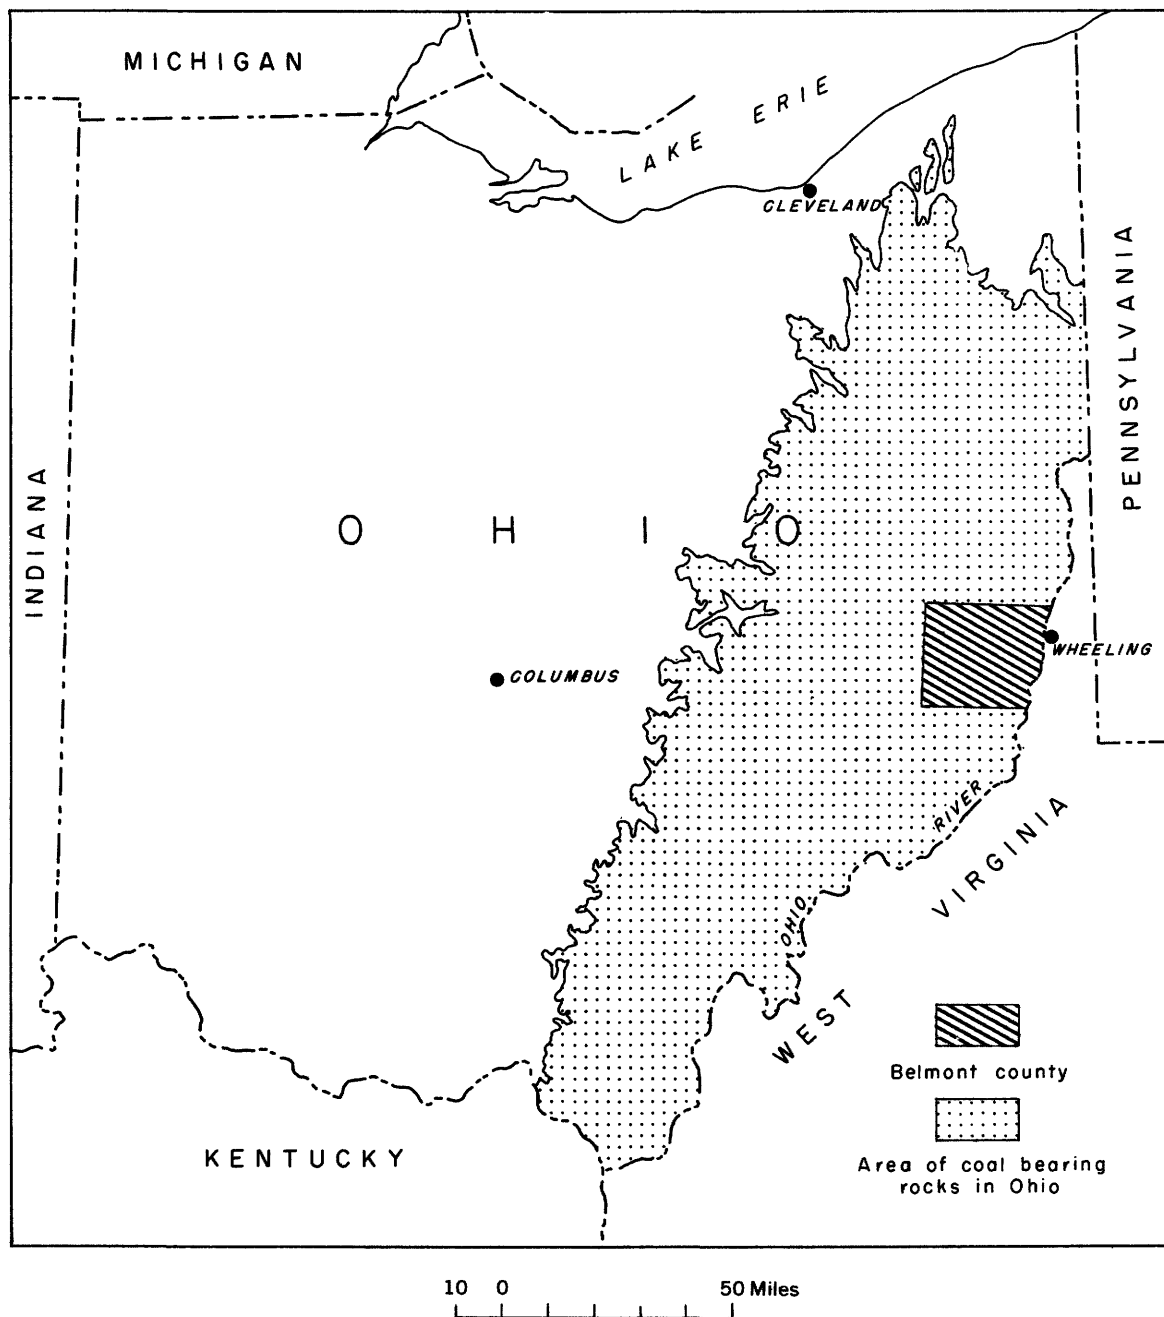 MICHIGAN
LAKE ERIE
CLEVELAND
PENNSYLVANIA
INDIANA
OHIO
WHEELING
COLUMBUS
OHIO RIVER
WEST VIRGINIA
KENTUCKY
Belmont county
Area of coal bearing
rocks in Ohio
10 0 50 Miles